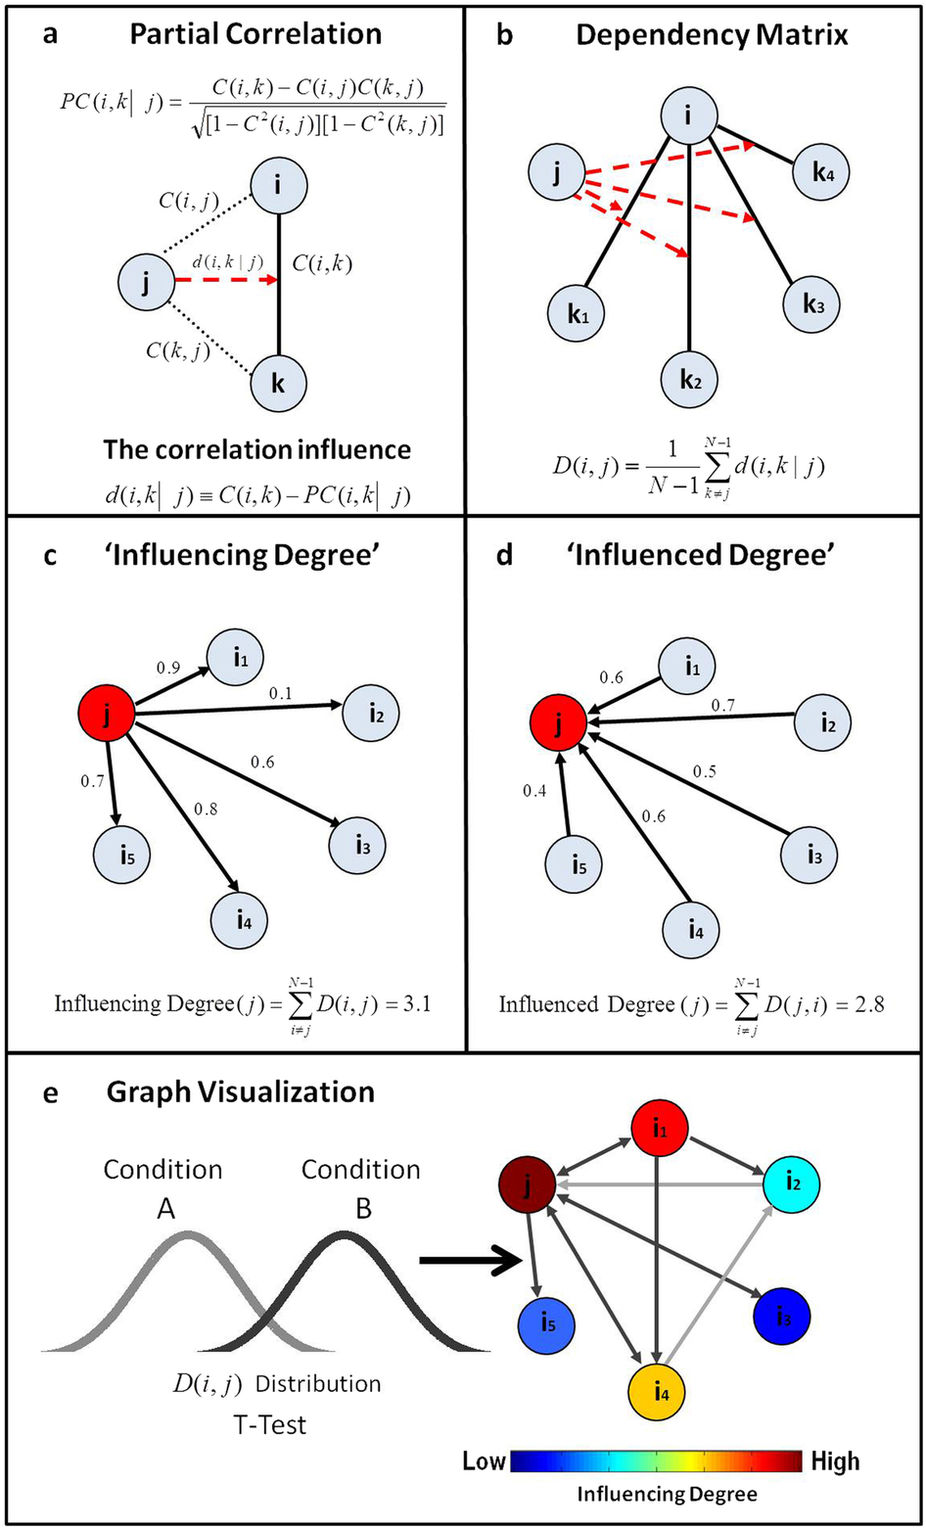 a Partial Correlation
PC(i,k| j) = C(i,k) − C(i,j)C(k,j) / √[1−C²(i,j)][1−C²(k,j)]
i
C(i,j)
d(i,k | j)
C(i,k)
j
C(k,j)
k
The correlation influence
d(i,k| j) ≡ C(i,k) − PC(i,k| j)
b Dependency Matrix
i
j
k4
k1
k3
k2
D(i,j) = 1/(N−1) ∑_{k≠j}^{N−1} d(i,k | j)
c ‘Influencing Degree’
i1
0.9
0.1
j
i2
0.6
0.7
0.8
i5
i3
i4
Influencing Degree(j) = ∑_{i≠j}^{N−1} D(i,j) = 3.1
d ‘Influenced Degree’
i1
0.6
0.7
j
i2
0.5
0.4
0.6
i5
i3
i4
Influenced Degree (j) = ∑_{i≠j}^{N−1} D(j,i) = 2.8
e Graph Visualization
Condition
A
Condition
B
D(i,j) Distribution
T-Test
i1
j
i2
i5
i3
i4
Low
High
Influencing Degree